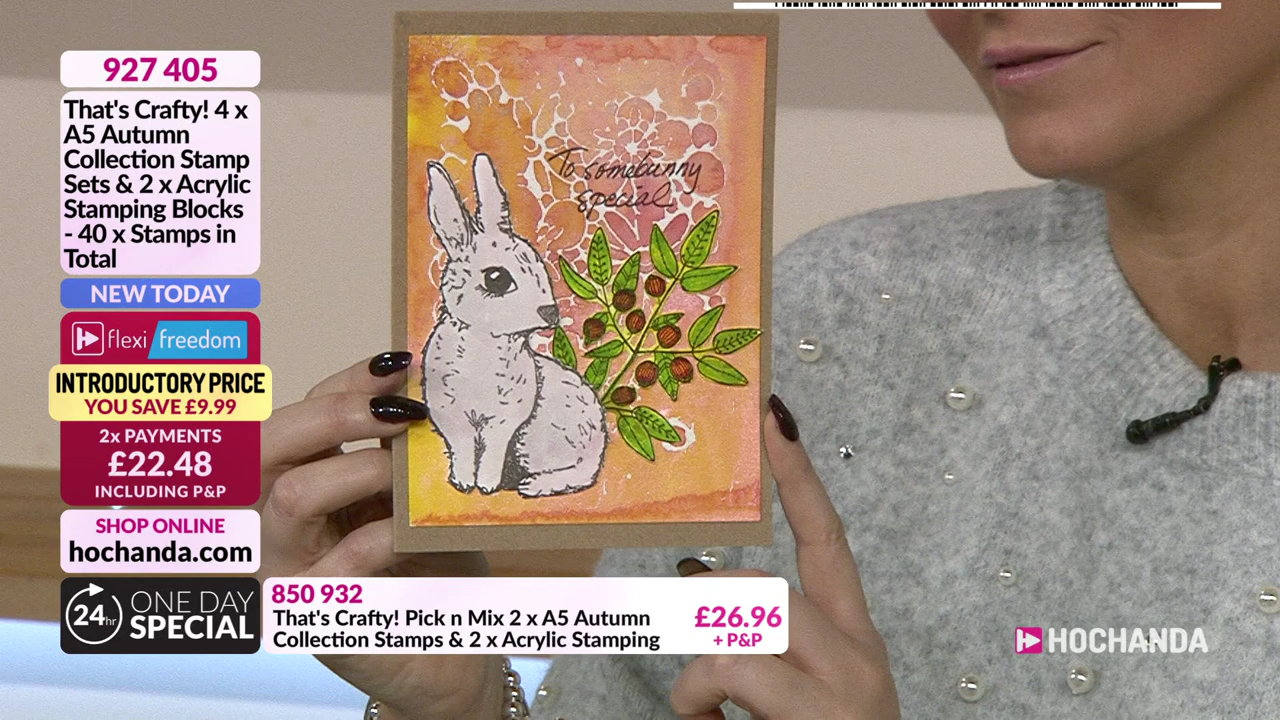 927 405
That's Crafty! 4 x
A5 Autumn
Collection Stamp
Sets & 2 x Acrylic
Stamping Blocks
- 40 x Stamps in
Total
NEW TODAY
flexi freedom
INTRODUCTORY PRICE
YOU SAVE £9.99
2x PAYMENTS
£22.48
INCLUDING P&P
SHOP ONLINE
hochanda.com
24hr ONE DAY
SPECIAL
850 932
That's Crafty! Pick n Mix 2 x A5 Autumn
Collection Stamps & 2 x Acrylic Stamping
£26.96
+ P&P
To somebunny
special
HOCHANDA